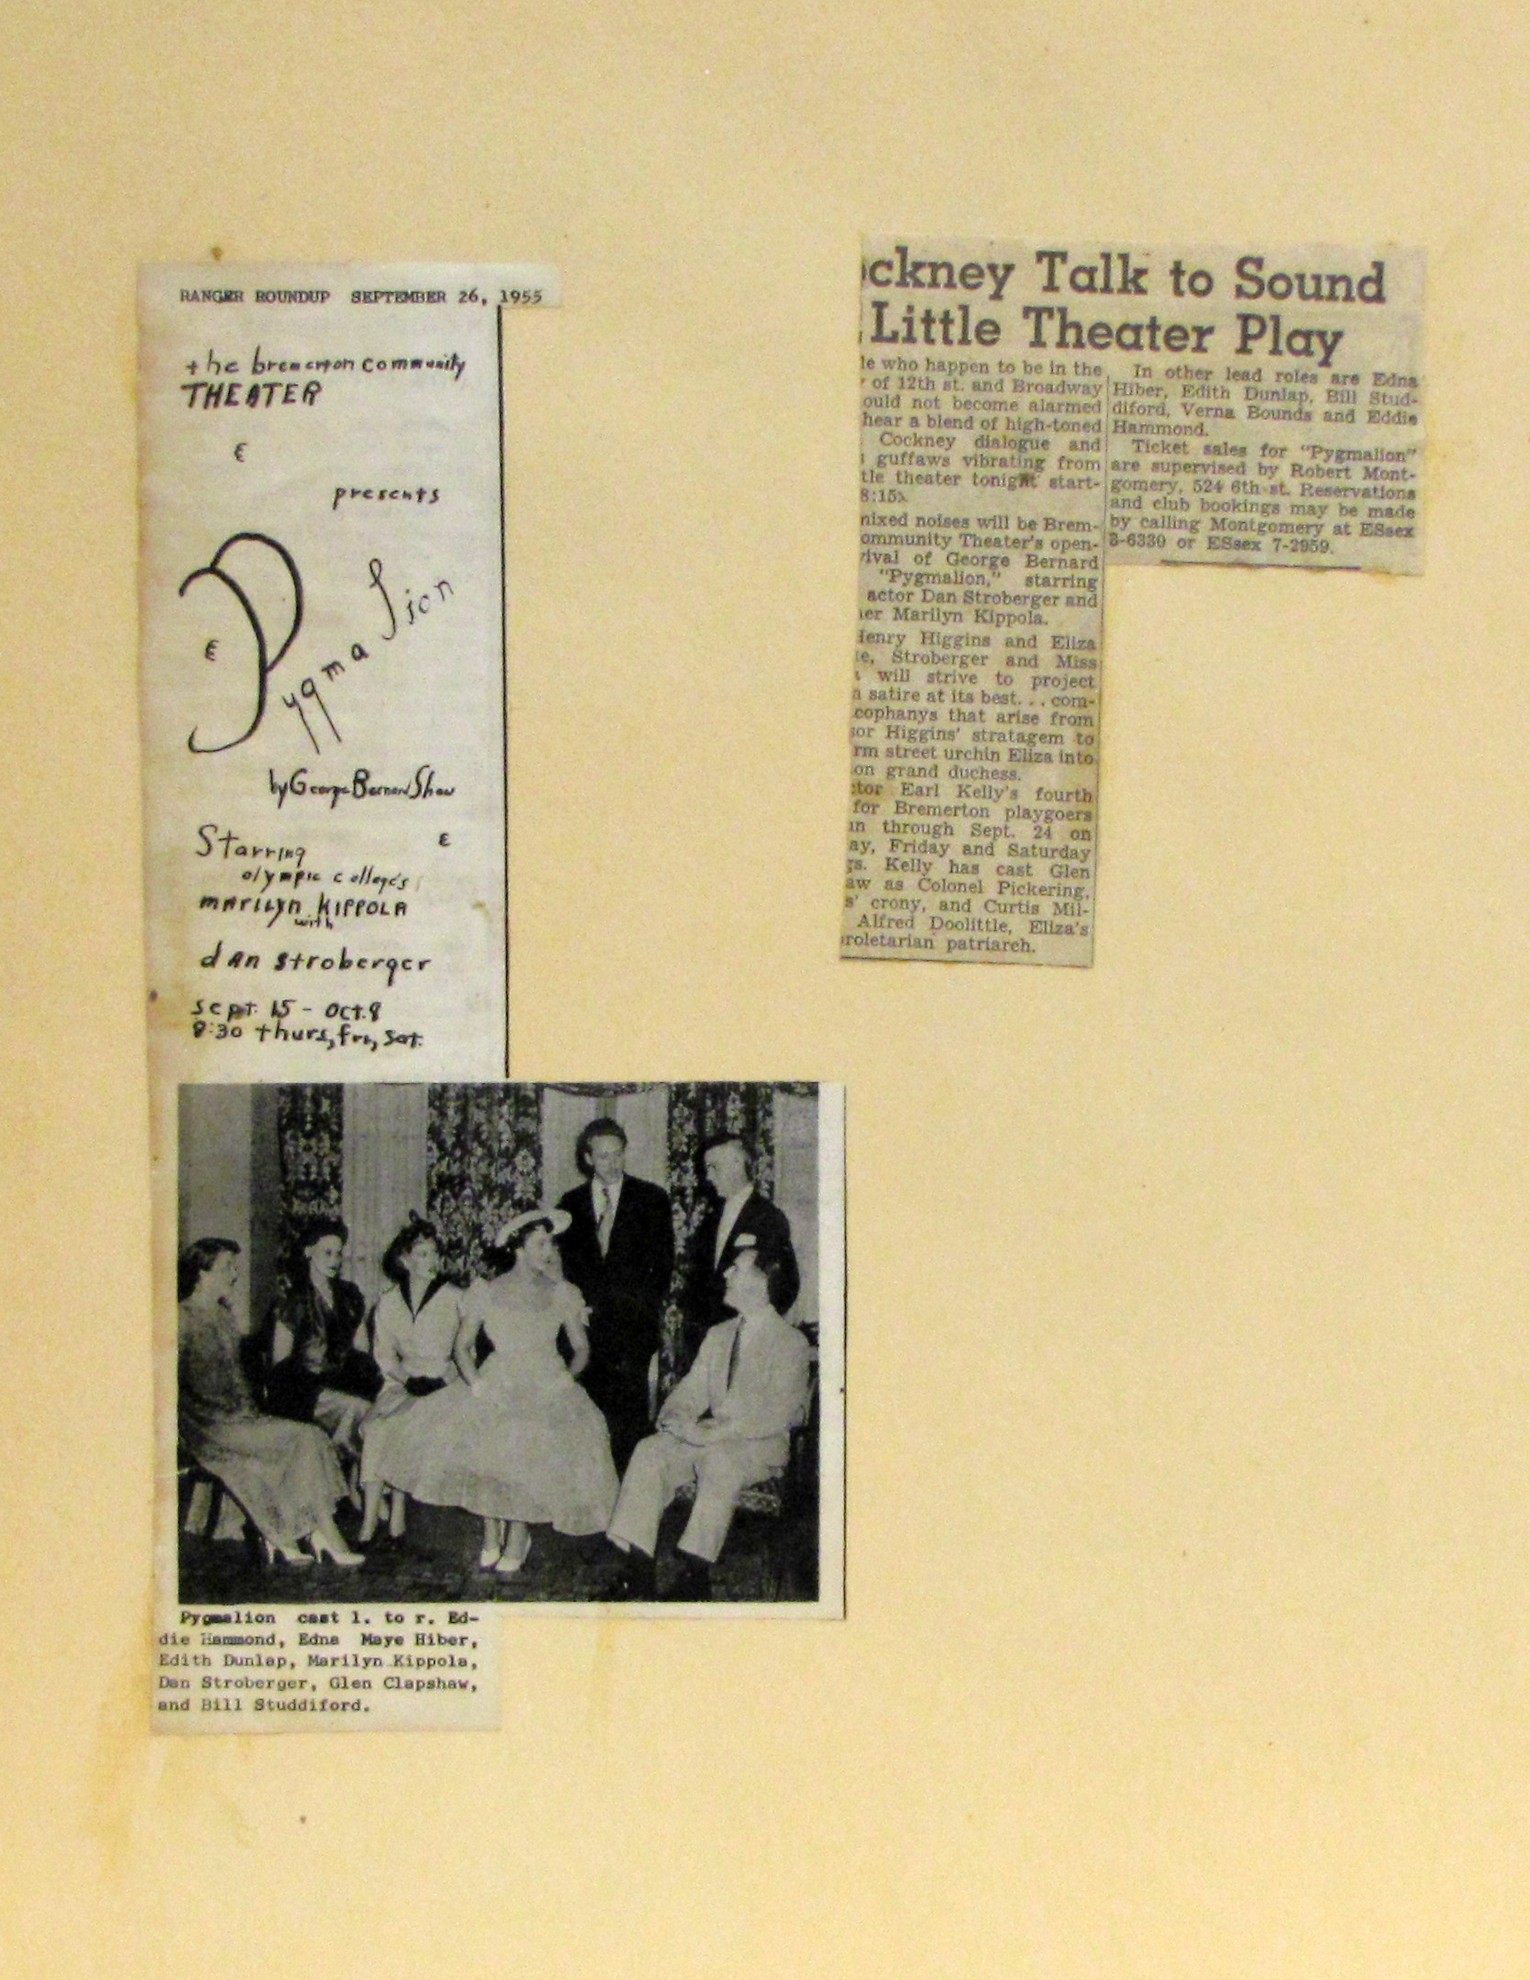 RANGER ROUNDUP SEPTEMBER 26, 1955
the bremerton community
THEATER
presents
Pygmalion
by George Bernard Shaw
Starring
olympic college's
marilyn KIPPOLA
with
dan stroberger
sept. 15 - oct. 8
8:30 thurs, fri, sat.
Pygmalion cast l. to r. Ed-
die Hammond, Edna Maye Hiber,
Edith Dunlap, Marilyn Kippola,
Dan Stroberger, Glen Clapshaw,
and Bill Studdiford.
ockney Talk to Sound
Little Theater Play
le who happen to be in the
of 12th st. and Broadway
ould not become alarmed
hear a blend of high-toned
Cockney dialogue and
guffaws vibrating from
tle theater tonight start-
8:15.
nixed noises will be Brem-
ommunity Theater's open-
ival of George Bernard
"Pygmalion," starring
actor Dan Stroberger and
er Marilyn Kippola.
Henry Higgins and Eliza
e, Stroberger and Miss
will strive to project
n satire at its best. . . com-
cophanys that arise from
sor Higgins' stratagem to
rm street urchin Eliza into
on grand duchess.
ctor Earl Kelly's fourth
for Bremerton playgoers
un through Sept. 24 on
ay, Friday and Saturday
gs. Kelly has cast Glen
aw as Colonel Pickering,
s' crony, and Curtis Mil-
Alfred Doolittle, Eliza's
roletarian patriarch.
In other lead roles are Edna
Hiber, Edith Dunlap, Bill Stud-
diford, Verna Bounds and Eddie
Hammond.
Ticket sales for "Pygmalion"
are supervised by Robert Mont-
gomery, 524 6th st. Reservations
and club bookings may be made
by calling Montgomery at ESsex
3-6330 or ESsex 7-2959.